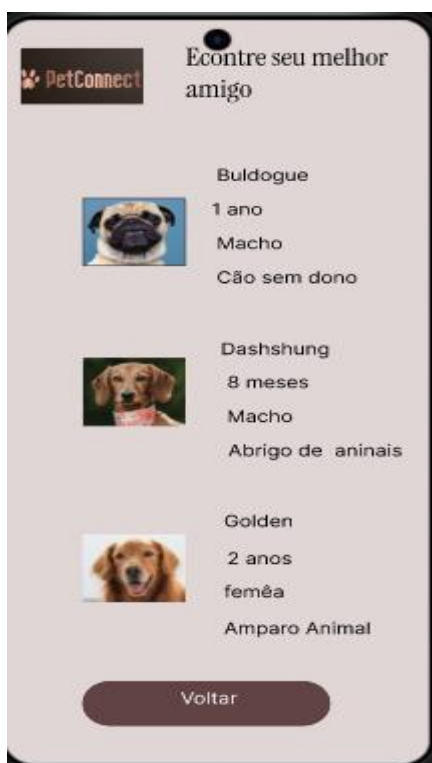 PetConnect
Econtre seu melhor
amigo
Buldogue
1 ano
Macho
Cão sem dono
Dashshung
8 meses
Macho
Abrigo de aninais
Golden
2 anos
femêa
Amparo Animal
Voltar